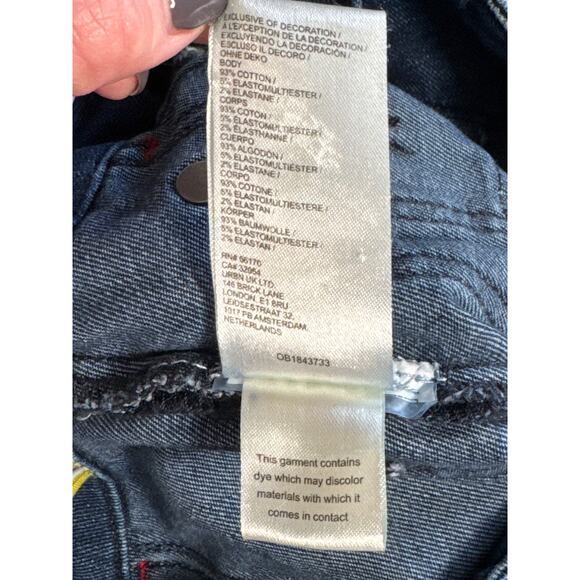 EXCLUSIVE OF DECORATION /
À L'EXCEPTION DE LA DÉCORATION /
EXCLUYENDO LA DECORACIÓN /
ESCLUSO IL DECORO /
OHNE DEKO
BODY
93% COTTON /
5% ELASTOMULTIESTER /
2% ELASTANE /
CORPS
93% COTON /
5% ELASTOMULTIESTER /
2% ELASTHANNE /
CUERPO
93% ALGODON /
5% ELASTOMULTIESTER /
2% ELASTANE /
CORPO
93% COTONE /
5% ELASTOMULTIESTERE /
2% ELASTAN /
KÖRPER
93% BAUMWOLLE /
5% ELASTOMULTIESTER /
2% ELASTAN /
RN# 66170
CA# 32054
URBN UK LTD.
146 BRICK LANE
LONDON, E1 6RU
LEIDSESTRAAT 32,
1017 PB AMSTERDAM,
NETHERLANDS
OB1843733
This garment contains
dye which may discolor
materials with which it
comes in contact